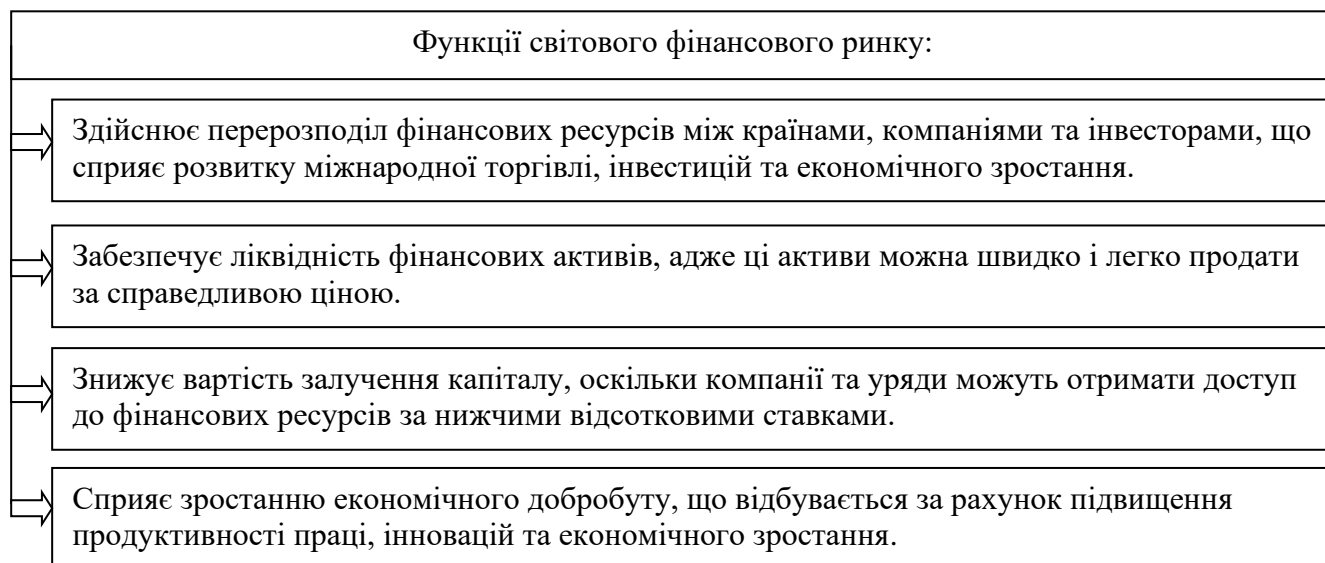 Функції світового фінансового ринку:
Здійснює перерозподіл фінансових ресурсів між країнами, компаніями та інвесторами, що
сприяє розвитку міжнародної торгівлі, інвестицій та економічного зростання.
Забезпечує ліквідність фінансових активів, адже ці активи можна швидко і легко продати
за справедливою ціною.
Знижує вартість залучення капіталу, оскільки компанії та уряди можуть отримати доступ
до фінансових ресурсів за нижчими відсотковими ставками.
Сприяє зростанню економічного добробуту, що відбувається за рахунок підвищення
продуктивності праці, інновацій та економічного зростання.